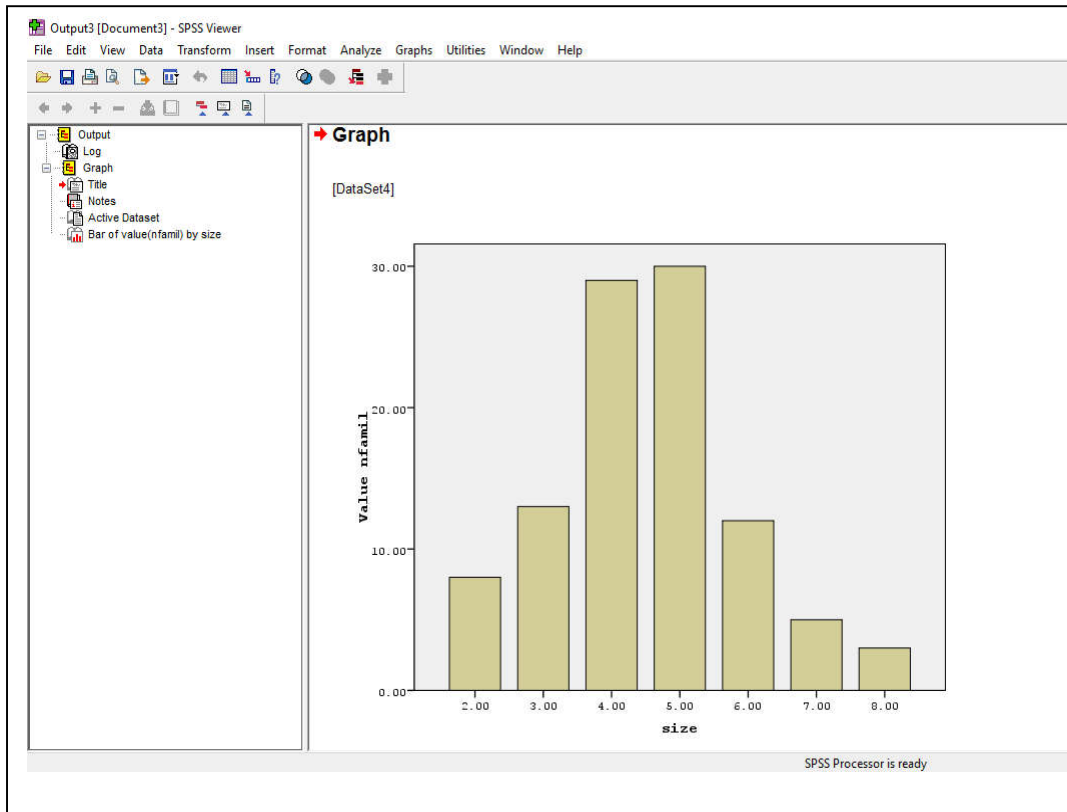 Output3 [Document3] - SPSS Viewer
File Edit View Data Transform Insert Format Analyze Graphs Utilities Window Help
Output
Log
Graph
Title
Notes
Active Dataset
Bar of value(nfamil) by size
Graph
[DataSet4]
30.00
20.00
10.00
0.00
Value nfamil
2.00 3.00 4.00 5.00 6.00 7.00 8.00
size
SPSS Processor is ready